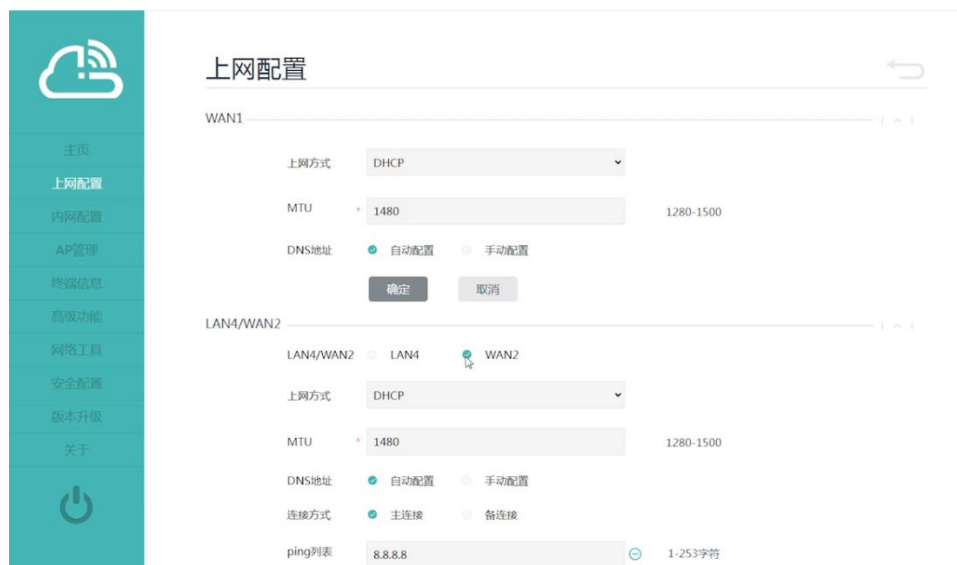 上网配置
WAN1
主页
上网方式 DHCP
上网配置
MTU * 1480 1280-1500
内网配置
AP管理
DNS地址 自动配置 手动配置
终端信息
确定 取消
高级功能
LAN4/WAN2
网络工具
LAN4/WAN2 LAN4 WAN2
安全配置
上网方式 DHCP
版本升级
MTU * 1480 1280-1500
关于
DNS地址 自动配置 手动配置
连接方式 主连接 备连接
ping列表 8.8.8.8 1-253字符